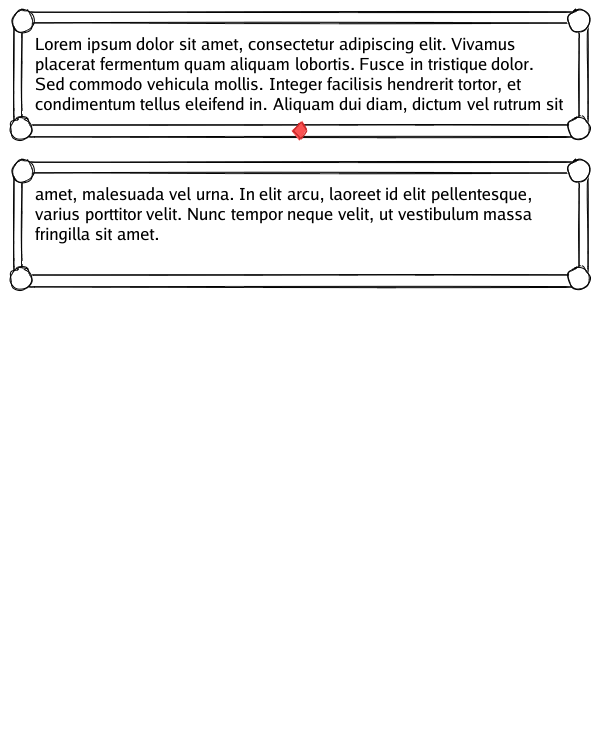 Lorem ipsum dolor sit amet, consectetur adipiscing elit. Vivamus
placerat fermentum quam aliquam lobortis. Fusce in tristique dolor.
Sed commodo vehicula mollis. Integer facilisis hendrerit tortor, et
condimentum tellus eleifend in. Aliquam dui diam, dictum vel rutrum sit
amet, malesuada vel urna. In elit arcu, laoreet id elit pellentesque,
varius porttitor velit. Nunc tempor neque velit, ut vestibulum massa
fringilla sit amet.